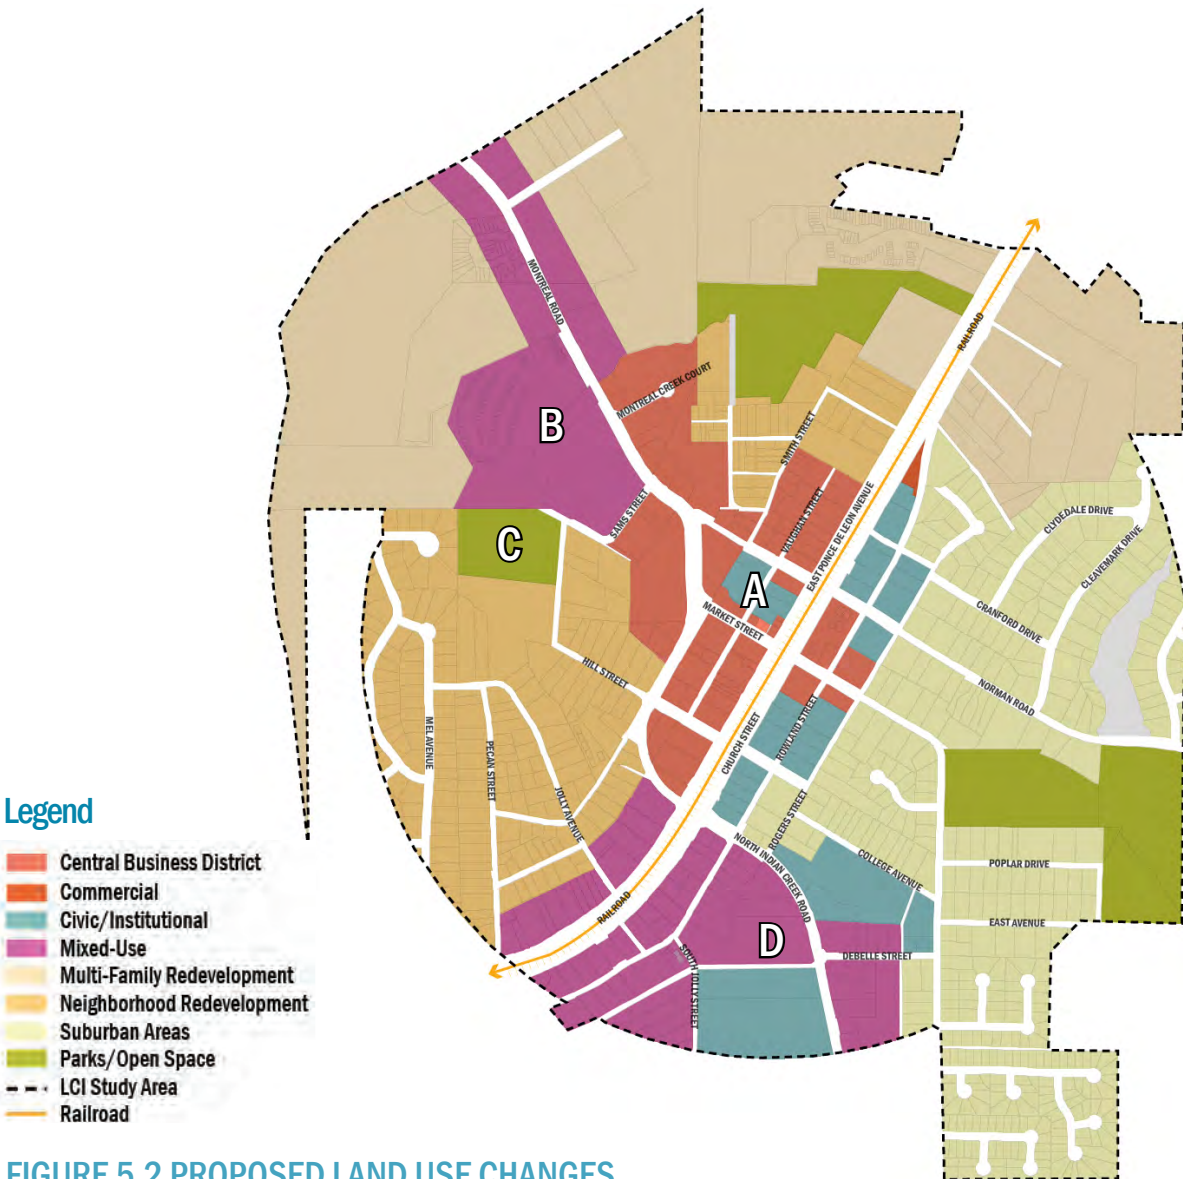 MONTREAL ROAD
RAILROAD
MONTREAL CREEK COURT
B
SMITH STREET
SAMS STREET
VAUGHAN STREET
EAST PONCE DE LEON AVENUE
CLYDEDALE DRIVE
CLEAVEMARK DRIVE
C
A
MARKET STREET
CRANFORD DRIVE
HILL STREET
NORMAN ROAD
MELAVENUE
PECAN STREET
CHURCH STREET
ROWLAND STREET
JOLLY AVENUE
ROGERS STREET
NORTH INDIAN CREEK ROAD
COLLEGE AVENUE
POPLAR DRIVE
EAST AVENUE
RAILROAD
D
DEBELLE STREET
SOUTH JOLLY STREET
Legend
Central Business District
Commercial
Civic/Institutional
Mixed-Use
Multi-Family Redevelopment
Neighborhood Redevelopment
Suburban Areas
Parks/Open Space
LCI Study Area
Railroad
FIGURE 5.2 PROPOSED LAND USE CHANGES